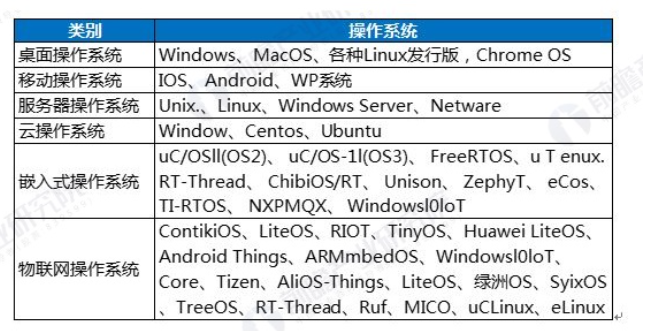 类别 操作系统
桌面操作系统 Windows、MacOS、各种Linux发行版，Chrome OS
移动操作系统 IOS、Android、WP系统
服务器操作系统 Unix.、Linux、Windows Server、Netware
云操作系统 Window、Centos、Ubuntu
uC/OSll(OS2)、 uC/OS-1l(OS3)、 FreeRTOS、u T enux.
嵌入式操作系统 RT-Thread、 ChibiOS/RT、 Unison、 ZephyT、 eCos、
TI-RTOS、 NXPMQX、 Windowsl0loT
ContikiOS、LiteOS、RIOT、TinyOS、Huawei LiteOS、
Android Things、ARMmbedOS、Windowsl0loT、
物联网操作系统 Core、Tizen、AliOS-Things、LiteOS、绿洲OS、SyixOS
、TreeOS、RT-Thread、Ruf、MICO、uCLinux、eLinux